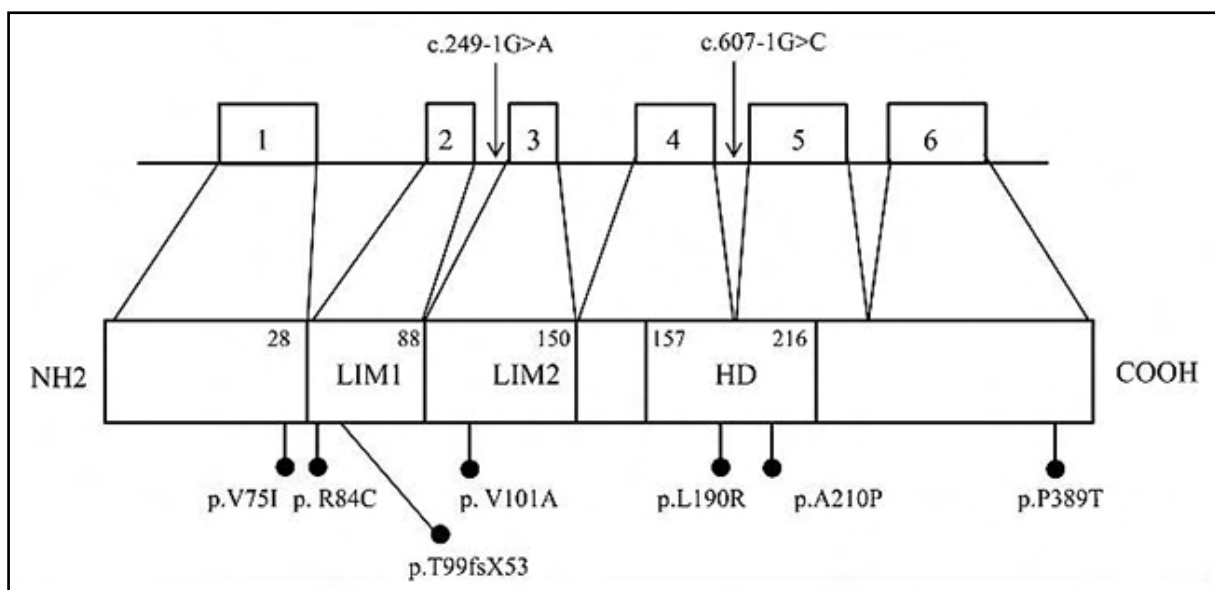 c.249-1G>A c.607-1G>C
1 2 3 4 5 6
28 88 150 157 216
NH2 LIM1 LIM2 HD COOH
p.V75I p. R84C p. V101A p.L190R p.A210P p.P389T
p.T99fsX53